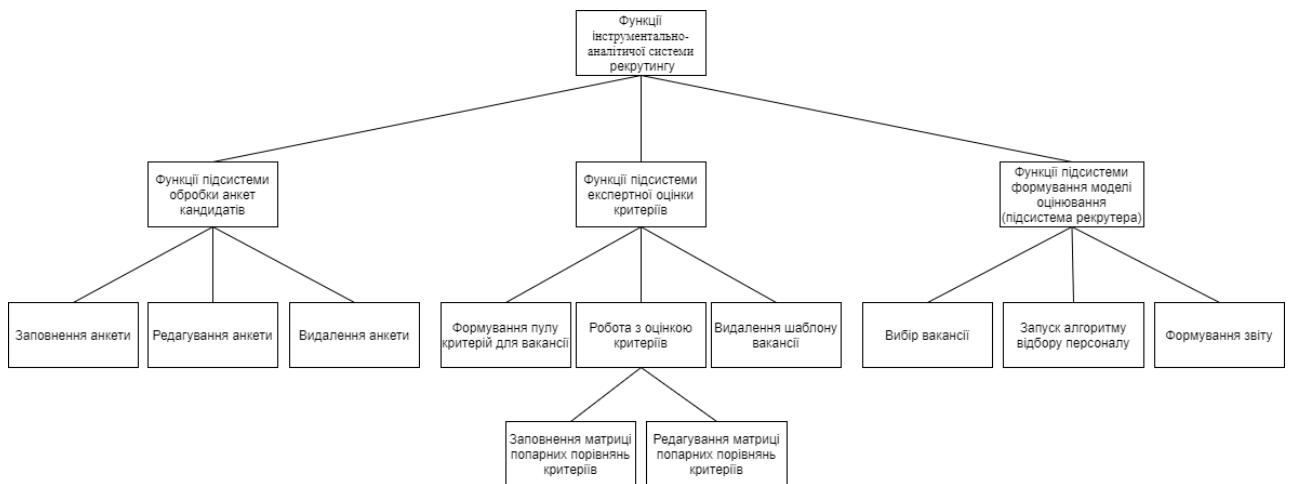 Функції
інструментально-
аналітичої системи
рекрутингу
Функції підсистеми
обробки анкет
кандидатів
Функції підсистеми
експертної оцінки
критеріїв
Функції підсистеми
формування моделі
оцінювання
(підсистема рекрутера)
Заповнення анкети
Редагування анкети
Видалення анкети
Формування пулу
критерій для вакансії
Робота з оцінкою
критеріїв
Видалення шаблону
вакансії
Вибір вакансії
Запуск алгоритму
відбору персоналу
Формування звіту
Заповнення матриці
попарних порівнянь
критеріїв
Редагування матриці
попарних порівнянь
критеріїв